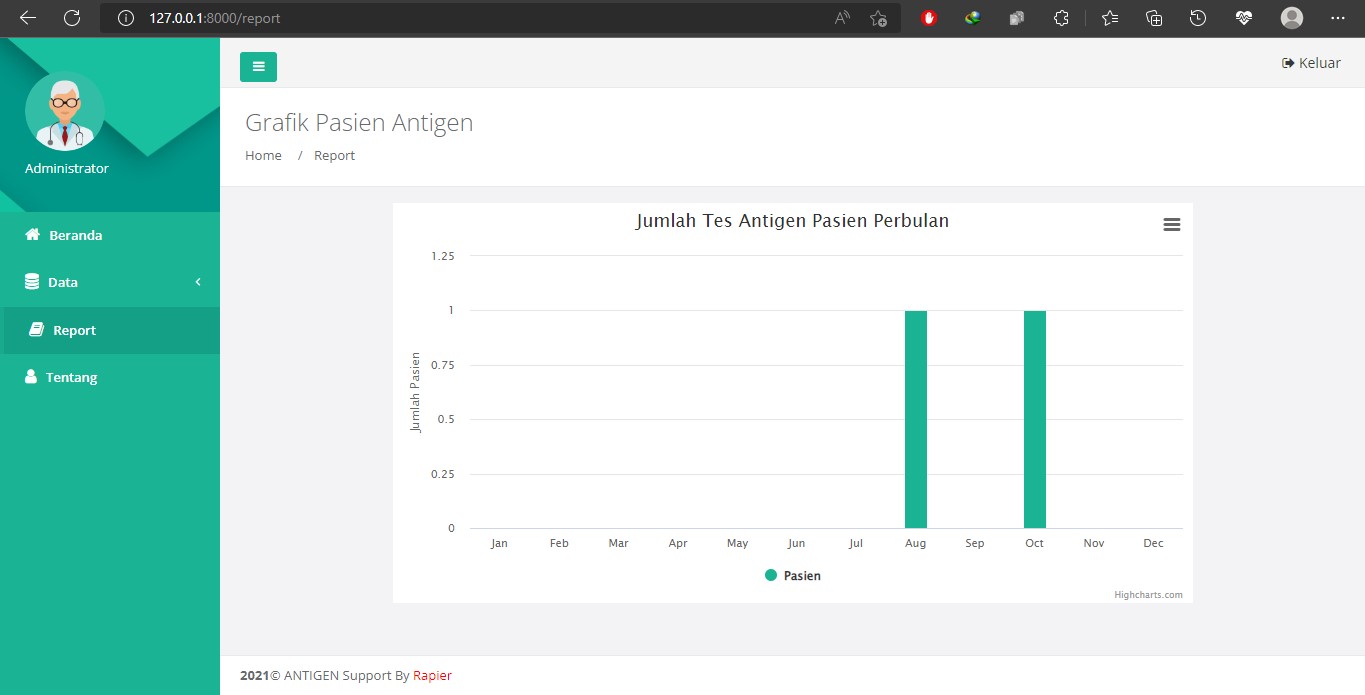 127.0.0.1:8000/report
Keluar
Administrator
Beranda
Data
Report
Tentang
Grafik Pasien Antigen
Home / Report
Jumlah Tes Antigen Pasien Perbulan
Jumlah Pasien
1.25
1
0.75
0.5
0.25
0
Jan Feb Mar Apr May Jun Jul Aug Sep Oct Nov Dec
Pasien
Highcharts.com
2021© ANTIGEN Support By Rapier